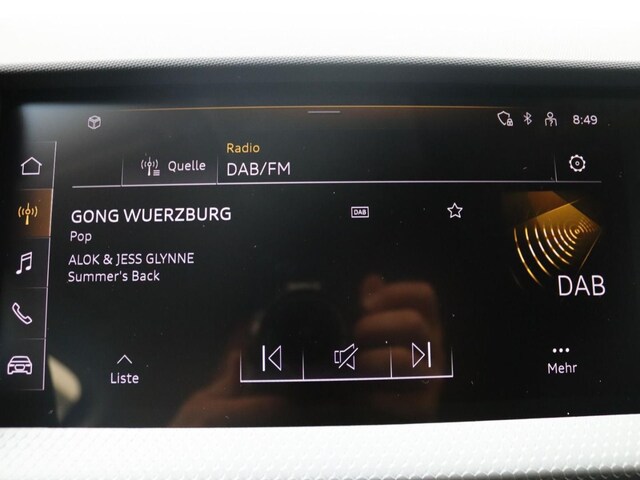 8:49
Radio
Quelle
DAB/FM
GONG WUERZBURG
DAB
Pop
ALOK & JESS GLYNNE
Summer's Back
DAB
Liste
Mehr